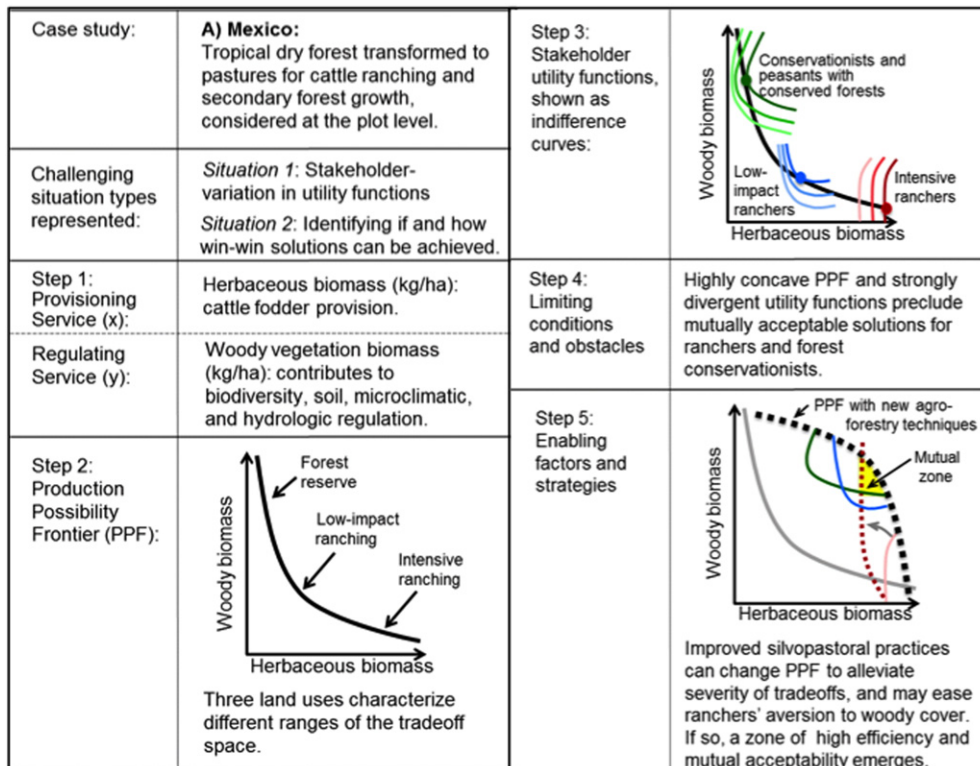 Case study:
A) Mexico:
Tropical dry forest transformed to
pastures for cattle ranching and
secondary forest growth,
considered at the plot level.
Challenging
situation types
represented:
Situation 1: Stakeholder-
variation in utility functions
Situation 2: Identifying if and how
win-win solutions can be achieved.
Step 1:
Provisioning
Service (x):
Herbaceous biomass (kg/ha):
cattle fodder provision.
Regulating
Service (y):
Woody vegetation biomass
(kg/ha): contributes to
biodiversity, soil, microclimatic,
and hydrologic regulation.
Step 2:
Production
Possibility
Frontier (PPF):
Woody biomass
Forest
reserve
Low-impact
ranching
Intensive
ranching
Herbaceous biomass
Three land uses characterize
different ranges of the tradeoff
space.
Step 3:
Stakeholder
utility functions,
shown as
indifference
curves:
Woody biomass
Conservationists and
peasants with
conserved forests
Low-
impact
ranchers
Intensive
ranchers
Herbaceous biomass
Step 4:
Limiting
conditions
and obstacles
Highly concave PPF and strongly
divergent utility functions preclude
mutually acceptable solutions for
ranchers and forest
conservationists.
Step 5:
Enabling
factors and
strategies
Woody biomass
PPF with new agro-
forestry techniques
Mutual
zone
Herbaceous biomass
Improved silvopastoral practices
can change PPF to alleviate
severity of tradeoffs, and may ease
ranchers' aversion to woody cover.
If so, a zone of high efficiency and
mutual acceptability emerges.